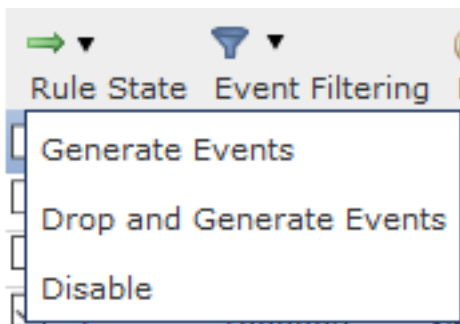 Rule State Event Filtering
Generate Events
Drop and Generate Events
Disable